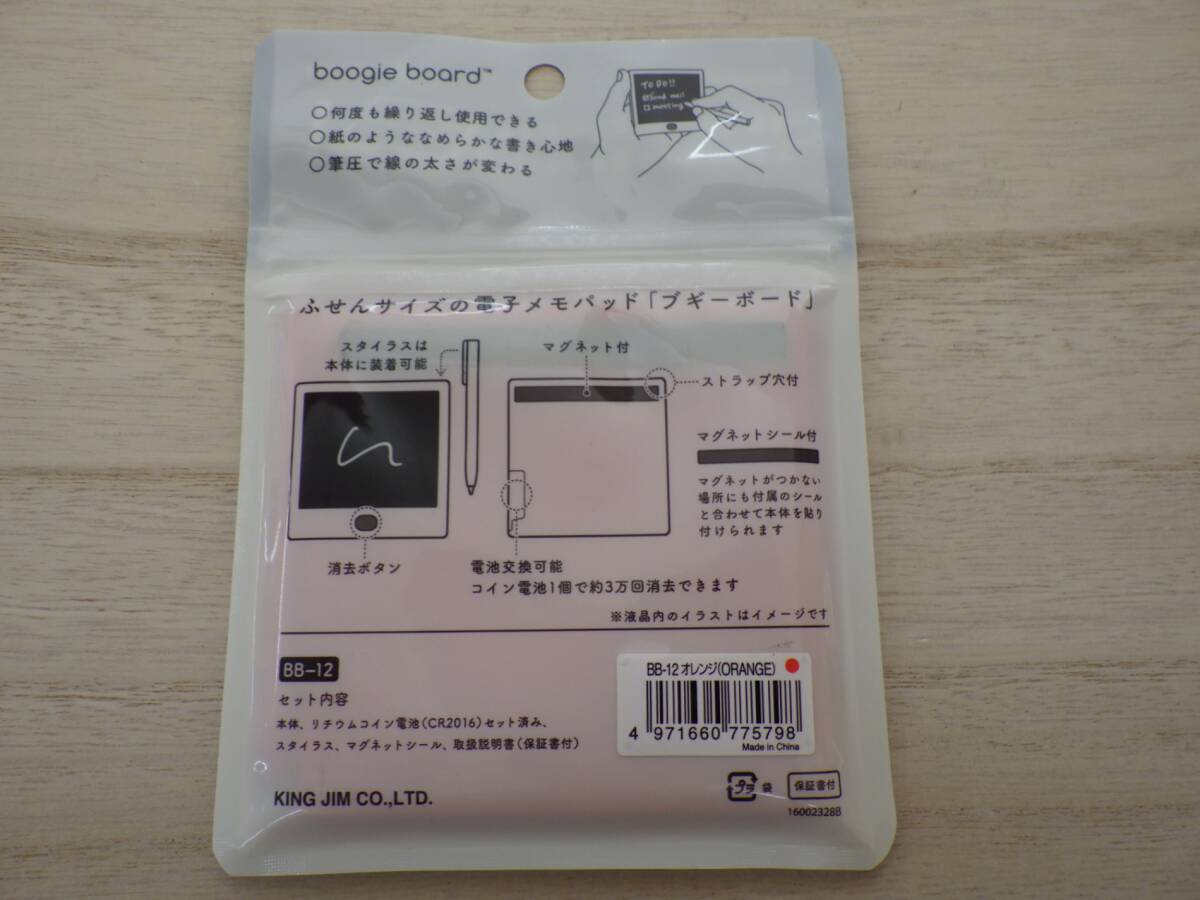 boogie board™
○何度も繰り返し使用できる
○紙のようななめらかな書き心地
○筆圧で線の太さが変わる
TO DO!!
meeting
ふせんサイズの電子メモパッド「ブギーボード」
スタイラスは
本体に装着可能
マグネット付
ストラップ穴付
マグネットシール付
マグネットがつかない
場所にも付属のシール
と合わせて本体を貼り
付けられます
消去ボタン
電池交換可能
コイン電池1個で約3万回消去できます
※液晶内のイラストはイメージです
BB-12
セット内容
本体、リチウムコイン電池(CR2016)セット済み、
スタイラス、マグネットシール、取扱説明書(保証書付)
KING JIM CO.,LTD.
BB-12 オレンジ(ORANGE)
4 971660 775798
Made in China
プラ 袋
保証書付
16002328B